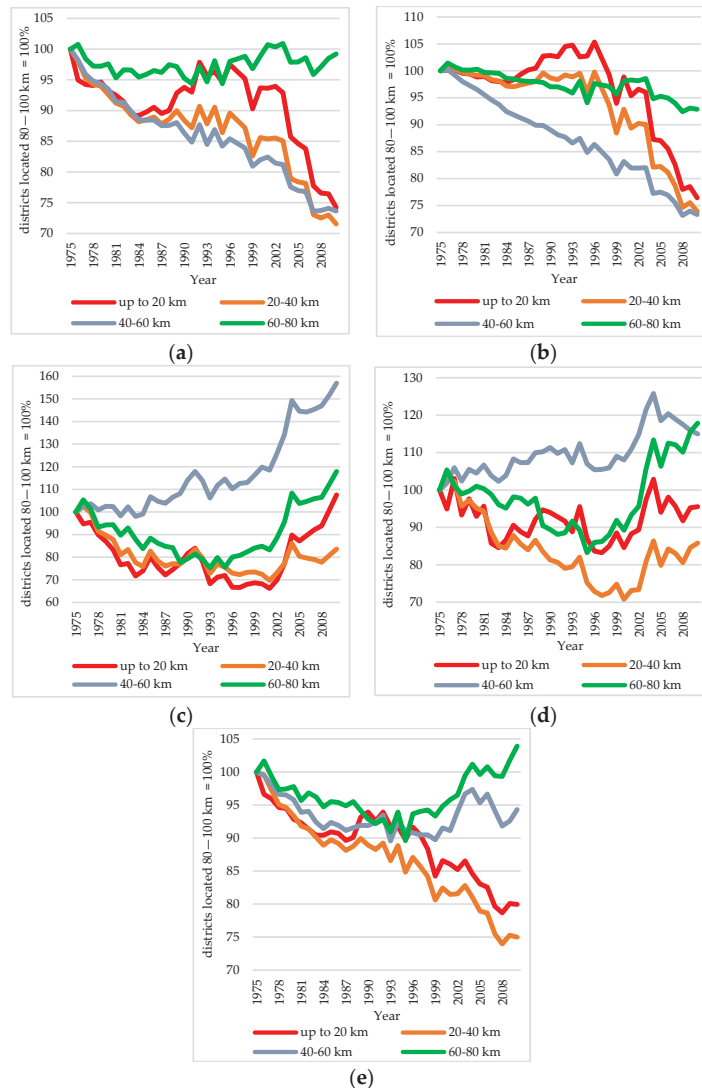 districts located 80—100 km = 100%
105
100
95
90
85
80
75
70
1975
1978
1981
1984
1987
1990
1993
1996
1999
2002
2005
2008
Year
up to 20 km
20-40 km
40-60 km
60-80 km
(a)
districts located 80—100 km = 100%
110
105
100
95
90
85
80
75
70
1975
1978
1981
1984
1987
1990
1993
1996
1999
2002
2005
2008
Year
up to 20 km
20-40 km
40-60 km
60-80 km
(b)
districts located 80—100 km = 100%
160
150
140
130
120
110
100
90
80
70
60
1975
1978
1981
1984
1987
1990
1993
1996
1999
2002
2005
2008
Year
up to 20 km
20-40 km
40-60 km
60-80 km
(c)
districts located 80—100 km = 100%
130
120
110
100
90
80
70
1975
1978
1981
1984
1987
1990
1993
1996
1999
2002
2005
2008
Year
up to 20 km
20-40 km
40-60 km
60-80 km
(d)
districts located 80—100 km = 100%
105
100
95
90
85
80
75
70
1975
1978
1981
1984
1987
1990
1993
1996
1999
2002
2005
2008
Year
up to 20 km
20-40 km
40-60 km
60-80 km
(e)